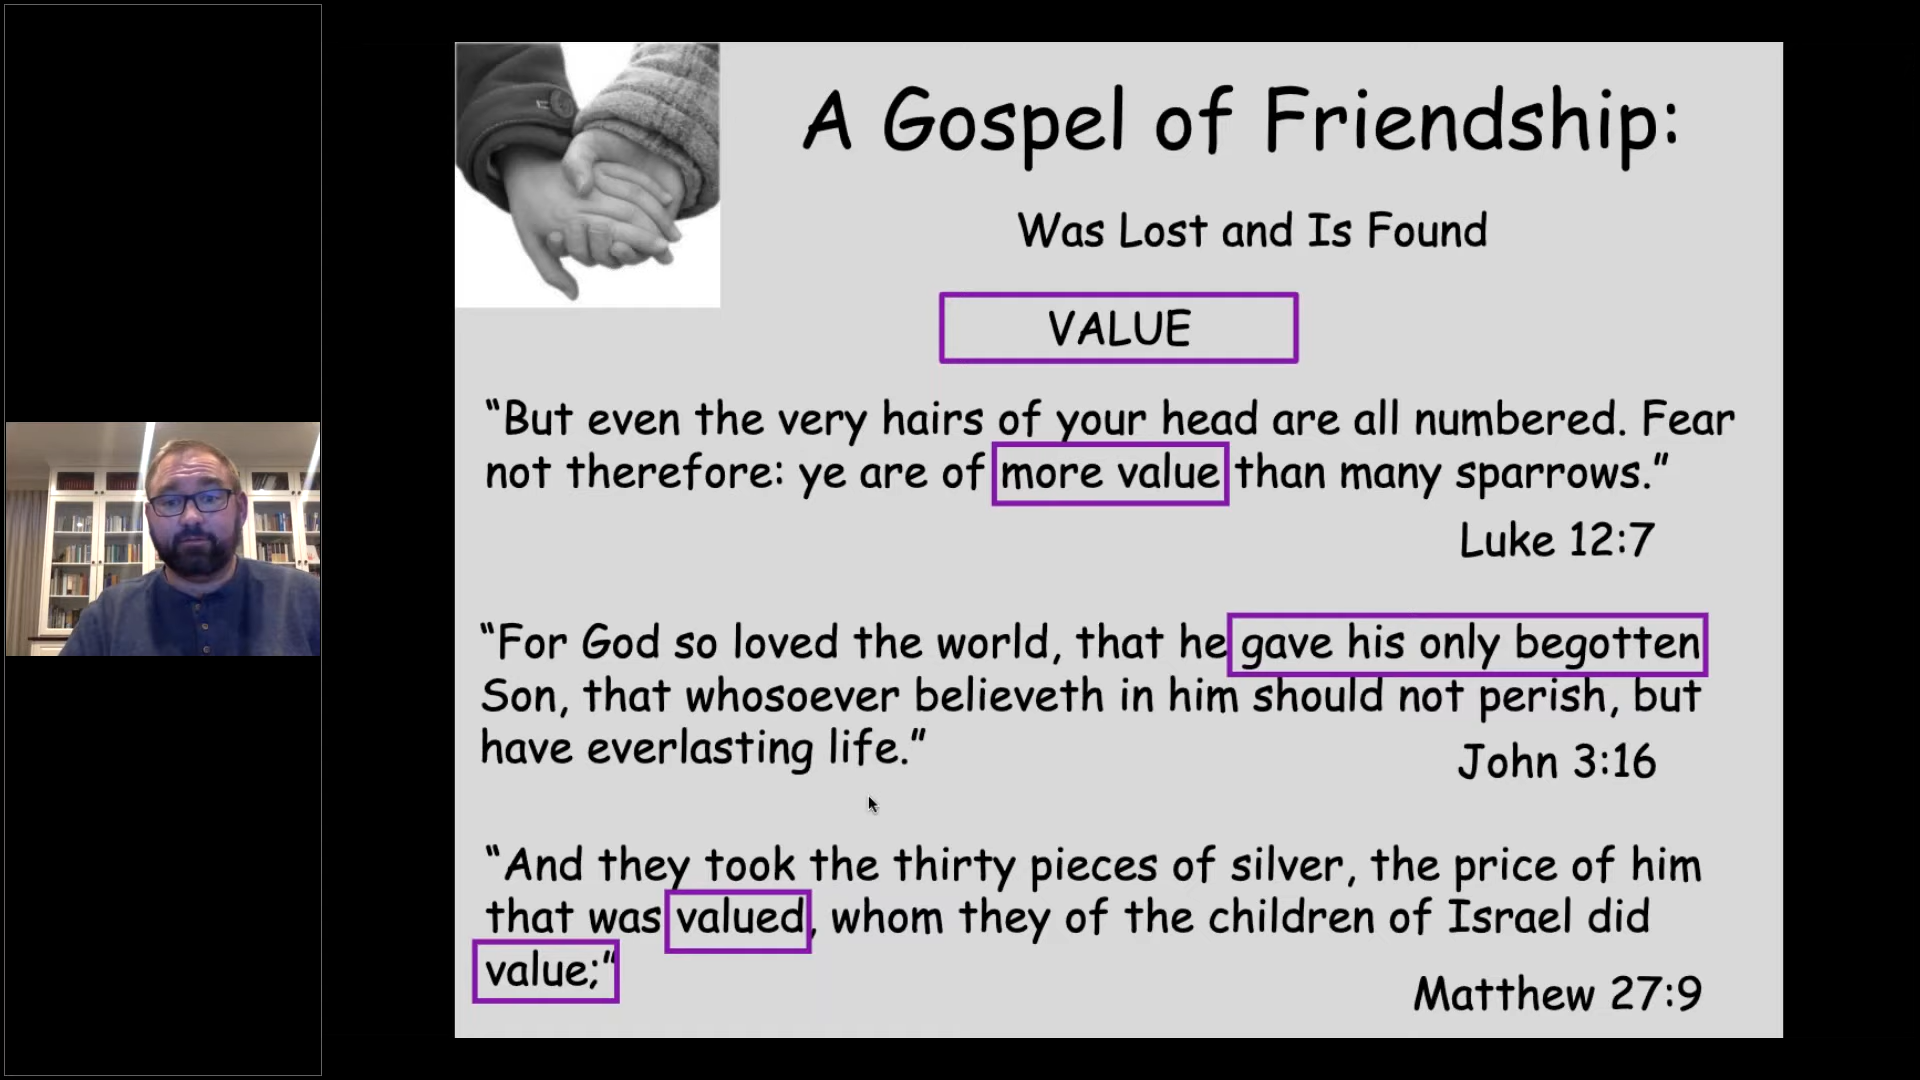 A Gospel of Friendship:
Was Lost and Is Found
VALUE
“But even the very hairs of your head are all numbered. Fear
not therefore: ye are of more value than many sparrows.”
Luke 12:7
“For God so loved the world, that he gave his only begotten
Son, that whosoever believeth in him should not perish, but
have everlasting life.”
John 3:16
“And they took the thirty pieces of silver, the price of him
that was valued, whom they of the children of Israel did
value;“
Matthew 27:9